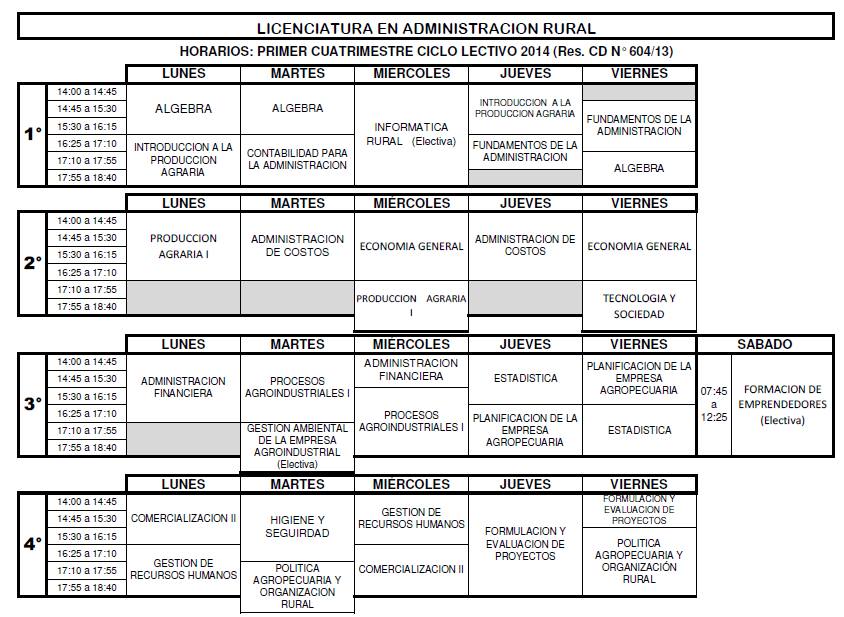 LICENCIATURA EN ADMINISTRACION RURAL
HORARIOS: PRIMER CUATRIMESTRE CICLO LECTIVO 2014 (Res. CD N° 604/13)
LUNES MARTES MIERCOLES JUEVES VIERNES
1°
14:00 a 14:45
14:45 a 15:30
15:30 a 16:15
16:25 a 17:10
17:10 a 17:55
17:55 a 18:40
ALGEBRA
INTRODUCCION A LA
PRODUCCION
AGRARIA
ALGEBRA
CONTABILIDAD PARA
LA ADMINISTRACION
INFORMATICA
RURAL (Electiva)
INTRODUCCION A LA
PRODUCCION AGRARIA
FUNDAMENTOS DE LA
ADMINISTRACION
FUNDAMENTOS DE LA
ADMINISTRACION
ALGEBRA
LUNES MARTES MIÉRCOLES JUEVES VIERNES
2°
14:00 a 14:45
14:45 a 15:30
15:30 a 16:15
16:25 a 17:10
17:10 a 17:55
17:55 a 18:40
PRODUCCION
AGRARIA I
ADMINISTRACION
DE COSTOS
ECONOMIA GENERAL
PRODUCCION AGRARIA
I
ADMINISTRACION DE
COSTOS
ECONOMIA GENERAL
TECNOLOGIA Y
SOCIEDAD
LUNES MARTES MIÉRCOLES JUEVES VIERNES SABADO
3°
14:00 a 14:45
14:45 a 15:30
15:30 a 16:15
16:25 a 17:10
17:10 a 17:55
17:55 a 18:40
ADMINISTRACION
FINANCIERA
PROCESOS
AGROINDUSTRIALES I
GESTION AMBIENTAL
DE LA EMPRESA
AGROINDUSTRIAL
(Electiva)
ADMINISTRACION
FINANCIERA
PROCESOS
AGROINDUSTRIALES I
ESTADISTICA
PLANIFICACION DE LA
EMPRESA
AGROPECUARIA
PLANIFICACION DE LA
EMPRESA
AGROPECUARIA
ESTADISTICA
07:45
a
12:25
FORMACION DE
EMPRENDEDORES
(Electiva)
LUNES MARTES MIÉRCOLES JUEVES VIERNES
4°
14:00 a 14:45
14:45 a 15:30
15:30 a 16:15
16:25 a 17:10
17:10 a 17:55
17:55 a 18:40
COMERCIALIZACION II
GESTION DE
RECURSOS HUMANOS
HIGIENE Y
SEGUIRDAD
POLITICA
AGROPECUARIA Y
ORGANIZACION
RURAL
GESTION DE
RECURSOS HUMANOS
COMERCIALIZACION II
FORMULACION Y
EVALUACION DE
PROYECTOS
FORMULACION Y
EVALUACION DE
PROYECTOS
POLITICA
AGROPECUARIA Y
ORGANIZACIÓN
RURAL